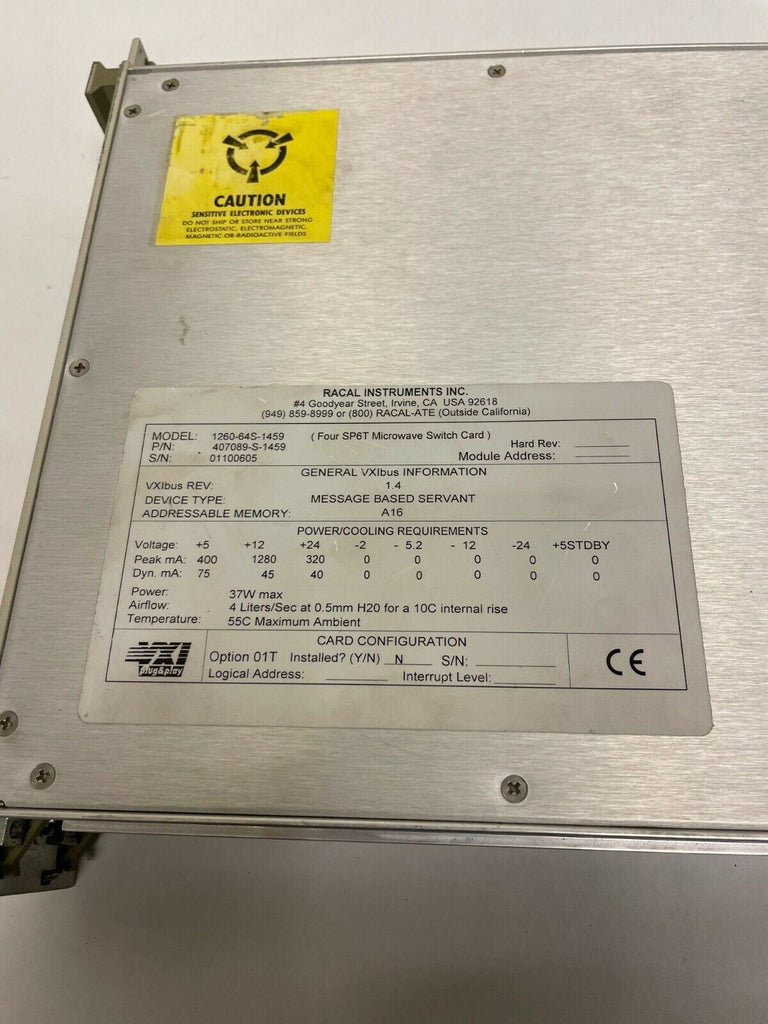 CAUTION
SENSITIVE ELECTRONIC DEVICES
DO NOT SHIP OR STORE NEAR STRONG
ELECTROSTATIC, ELECTROMAGNETIC,
MAGNETIC OR RADIOACTIVE FIELDS
RACAL INSTRUMENTS INC.
#4 Goodyear Street, Irvine, CA USA 92618
(949) 859-8999 or (800) RACAL-ATE (Outside California)
MODEL: 1260-64S-1459 ( Four SP6T Microwave Switch Card ) Hard Rev: ______
P/N: 407089-S-1459 Module Address: ______
S/N: 01100605
GENERAL VXIbus INFORMATION
VXIbus REV: 1.4
DEVICE TYPE: MESSAGE BASED SERVANT
ADDRESSABLE MEMORY: A16
POWER/COOLING REQUIREMENTS
Voltage: +5 +12 +24 -2 - 5.2 - 12 -24 +5STDBY
Peak mA: 400 1280 320 0 0 0 0 0
Dyn. mA: 75 45 40 0 0 0 0 0
Power: 37W max
Airflow: 4 Liters/Sec at 0.5mm H20 for a 10C internal rise
Temperature: 55C Maximum Ambient
CARD CONFIGURATION
VXI plug&play
Option 01T Installed? (Y/N) N S/N: ______
Logical Address: ______ Interrupt Level: ______
CE